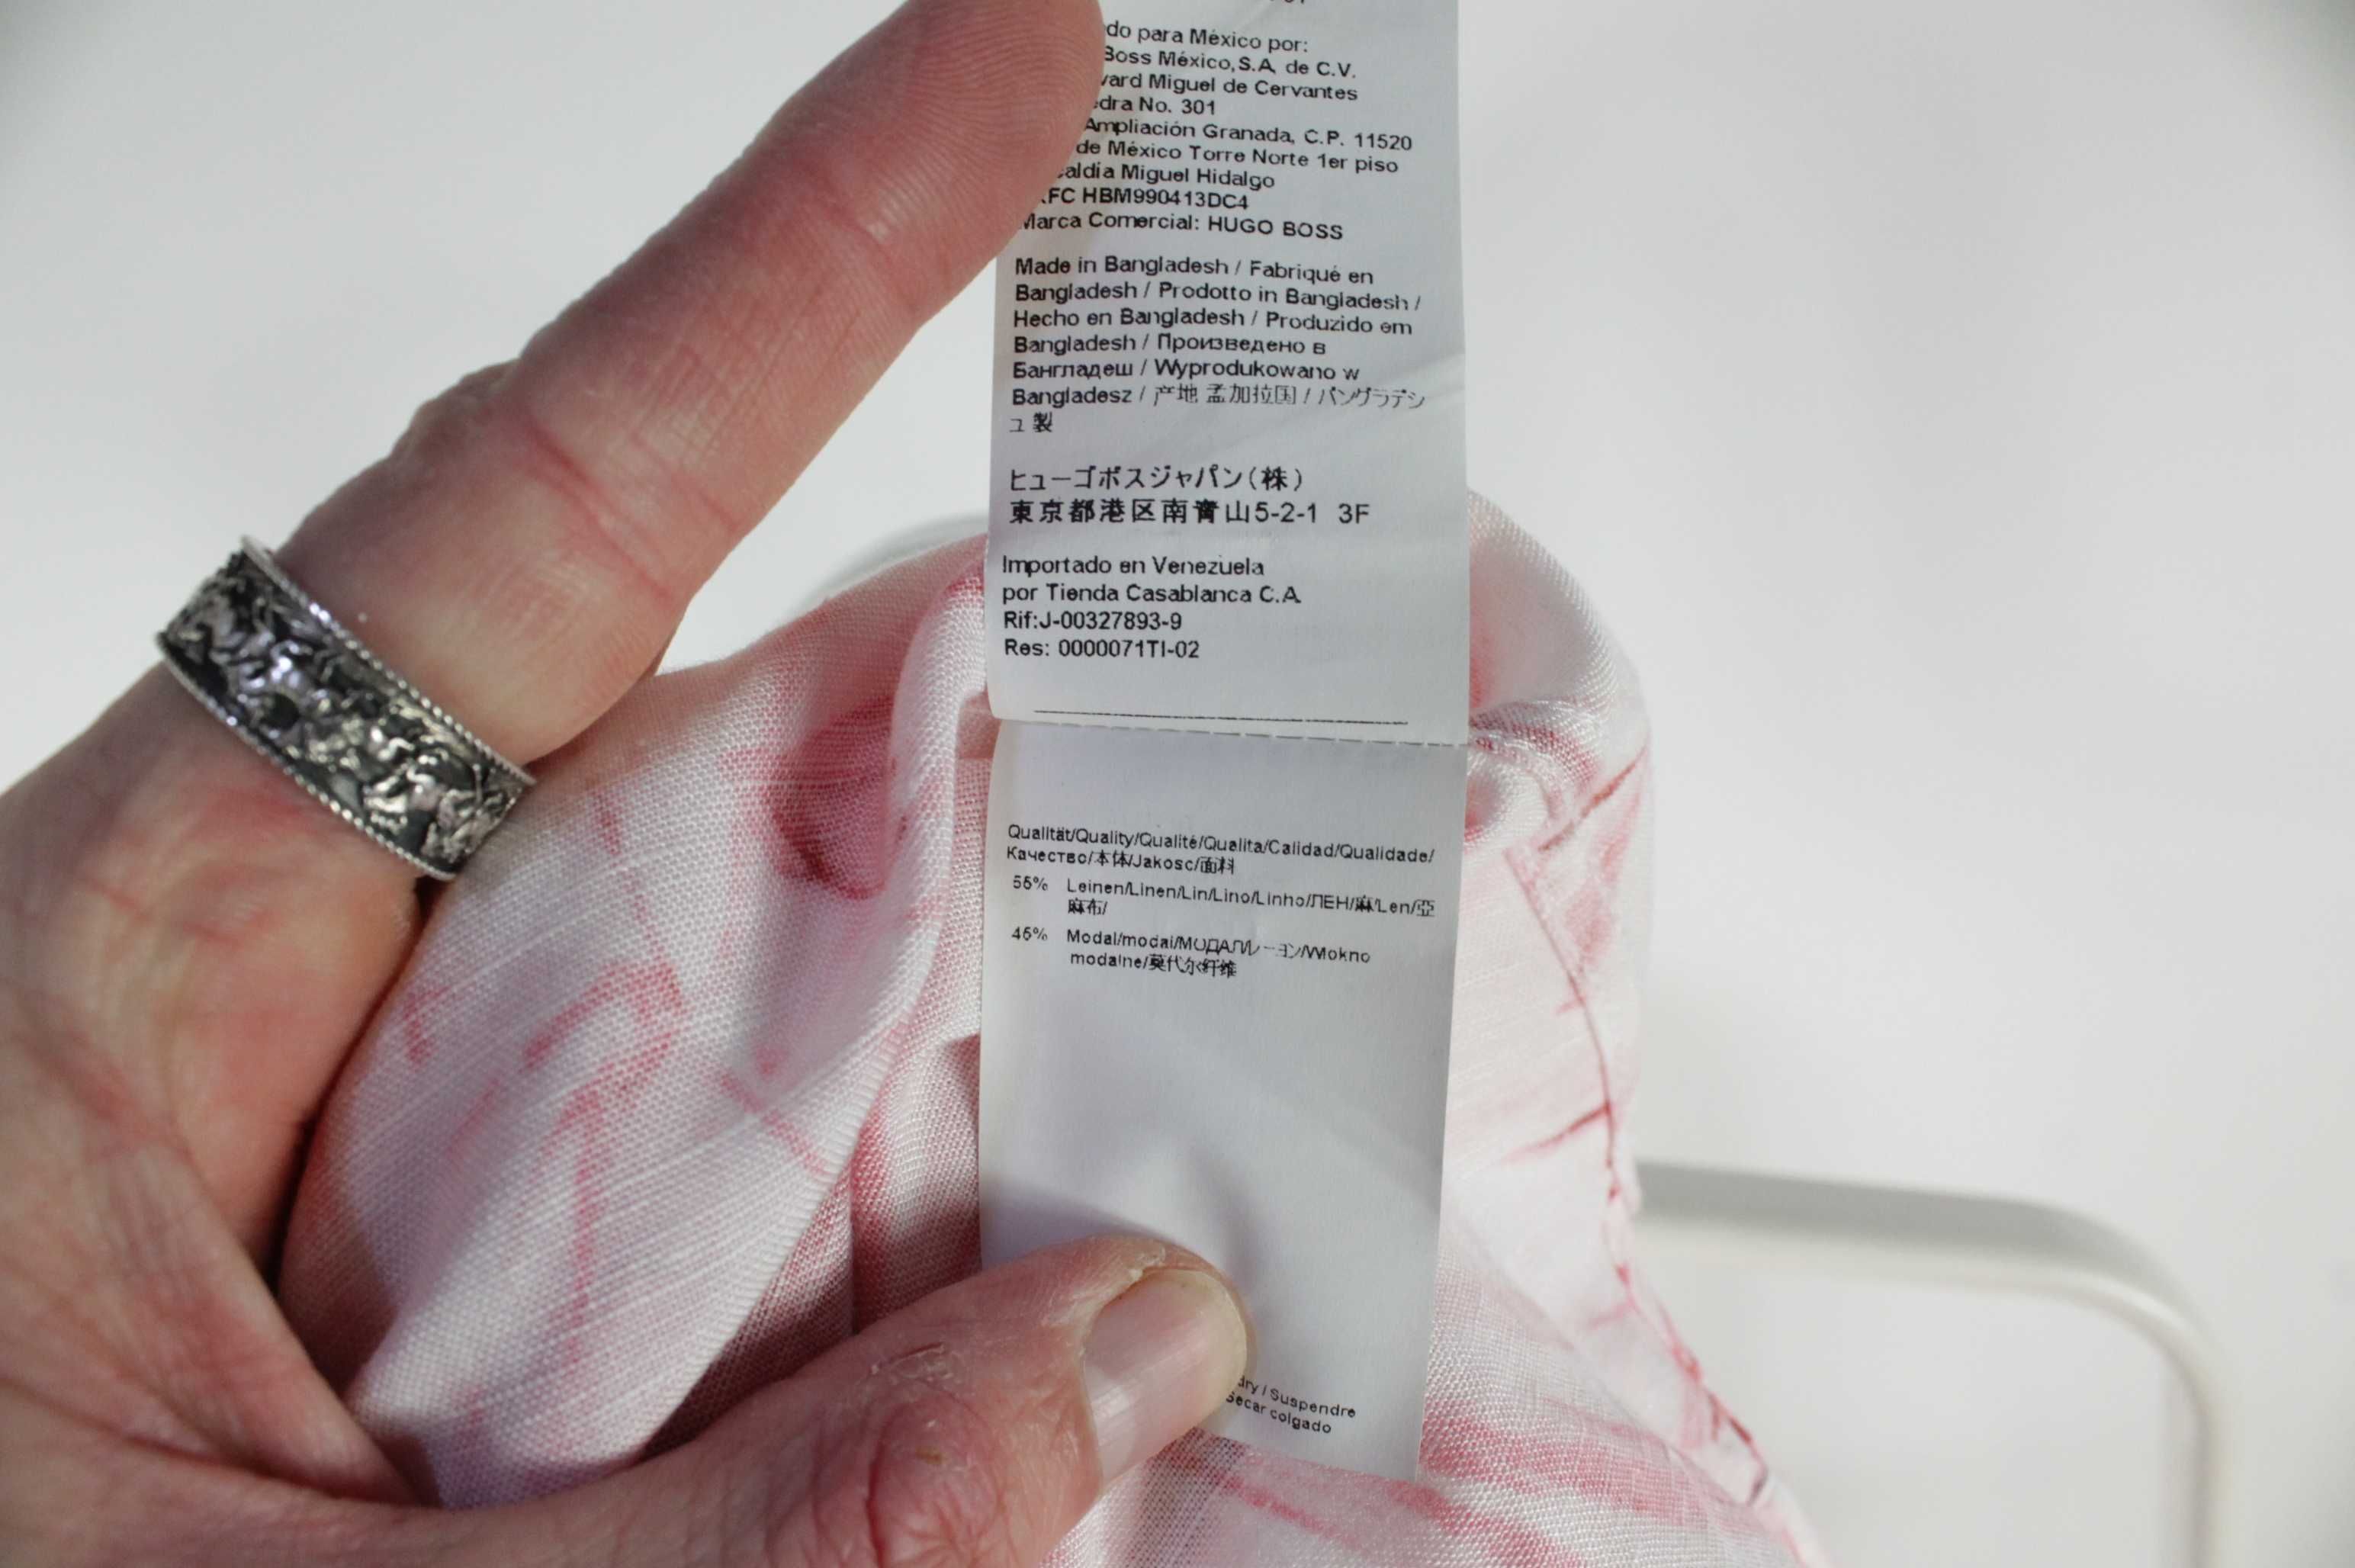 do para México por:
Boss México, S.A. de C.V.
Miguel de Cervantes
No. 301
Ampliación Granada, C.P. 11520
de México Torre Norte 1er piso
Miguel Hidalgo
HBM990413DC4
Marca Comercial: HUGO BOSS
Made in Bangladesh / Fabriqué en
Bangladesh / Prodotto in Bangladesh /
Hecho en Bangladesh / Produzido em
Bangladesh / Произведено в
Бангладеш / Wyprodukowano w
Bangladesz / 产地 孟加拉国 / バングラデシ
ュ製
ヒューゴボスジャパン(株)
東京都港区南青山5-2-1 3F
Importado en Venezuela
por Tienda Casablanca C.A.
Rif:J-00327893-9
Res: 0000071TI-02
Qualität/Quality/Qualité/Qualita/Calidad/Qualidade/
Качество/本体/Jakosc/面料
55% Leinen/Linen/Lin/Lino/Linho/ЛЕН/麻/Len/亞
麻布/
45% Modal/modal/МОДАЛ/レーヨン/Wlokno
modalne/莫代尔纤维
dry / Suspendre
Secar colgado